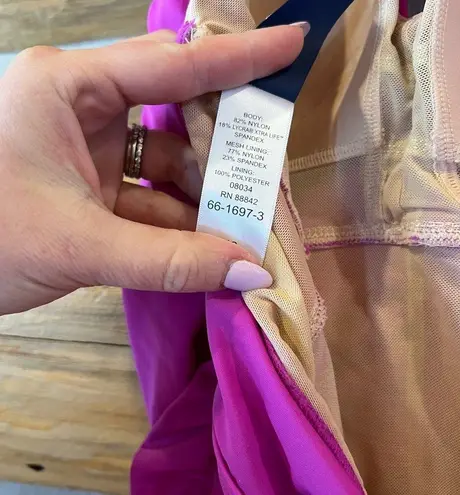 BODY:
82% NYLON
18% LYCRA® XTRA LIFE™
SPANDEX
MESH LINING:
77% NYLON
23% SPANDEX
LINING:
100% POLYESTER
08034
RN 88842
66-1697-3